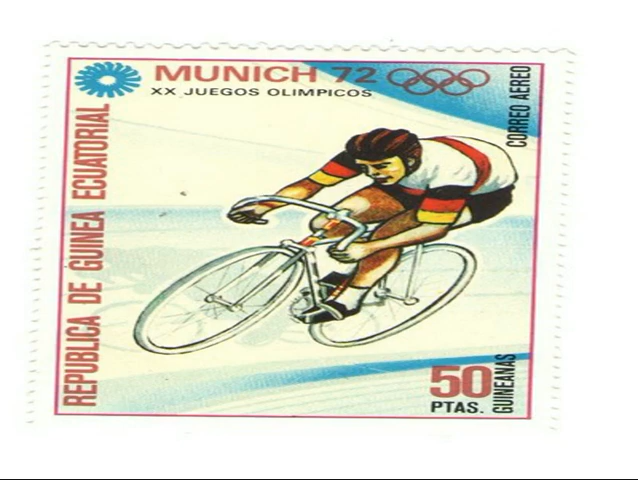 MUNICH 72
XX JUEGOS OLIMPICOS
CORREO AEREO
REPUBLICA DE GUINEA ECUATORIAL
50
PTAS.
GUINEANAS